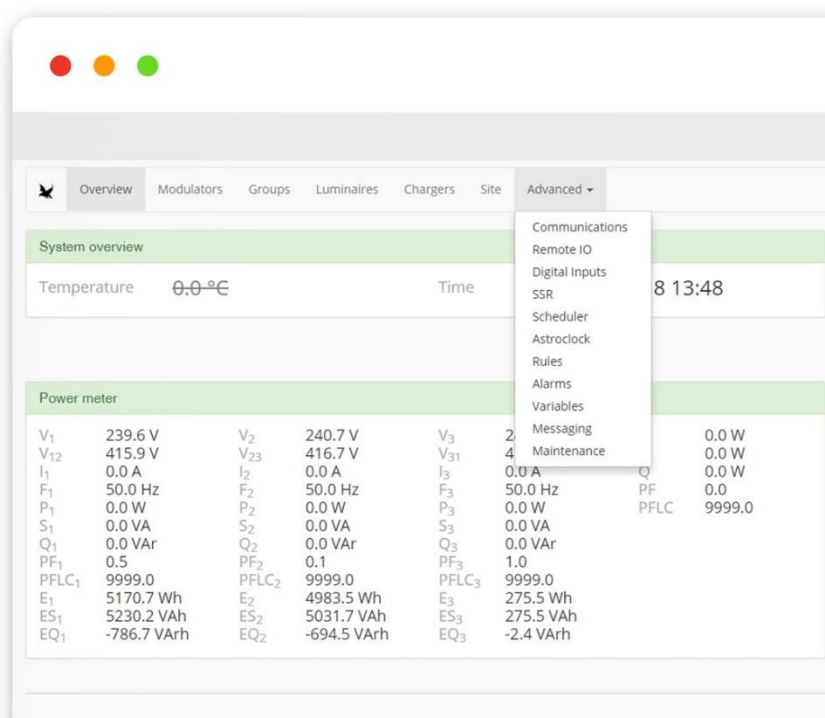 Overview Modulators Groups Luminaires Chargers Site Advanced
Communications
Remote IO
Digital Inputs
SSR
Scheduler
Astroclock
Rules
Alarms
Variables
Messaging
Maintenance
System overview
Temperature 0.0 °C Time 8 13:48
Power meter
V1 239.6 V V2 240.7 V V3 2 0.0 W
V12 415.9 V V23 416.7 V V31 4 0.0 W
I1 0.0 A I2 0.0 A I3 0.0 A Q 0.0 W
F1 50.0 Hz F2 50.0 Hz F3 50.0 Hz PF 0.0
P1 0.0 W P2 0.0 W P3 0.0 W PFLC 9999.0
S1 0.0 VA S2 0.0 VA S3 0.0 VA
Q1 0.0 VAr Q2 0.0 VAr Q3 0.0 VAr
PF1 0.5 PF2 0.1 PF3 1.0
PFLC1 9999.0 PFLC2 9999.0 PFLC3 9999.0
E1 5170.7 Wh E2 4983.5 Wh E3 275.5 Wh
ES1 5230.2 VAh ES2 5031.7 VAh ES3 275.5 VAh
EQ1 -786.7 VArh EQ2 -694.5 VArh EQ3 -2.4 VArh